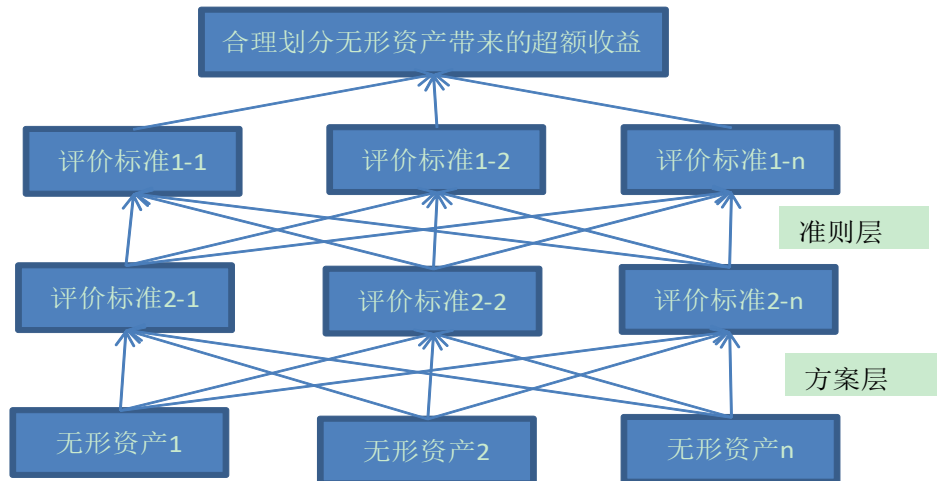 合理划分无形资产带来的超额收益
评价标准1-1
评价标准1-2
评价标准1-n
准则层
评价标准2-1
评价标准2-2
评价标准2-n
方案层
无形资产1
无形资产2
无形资产n